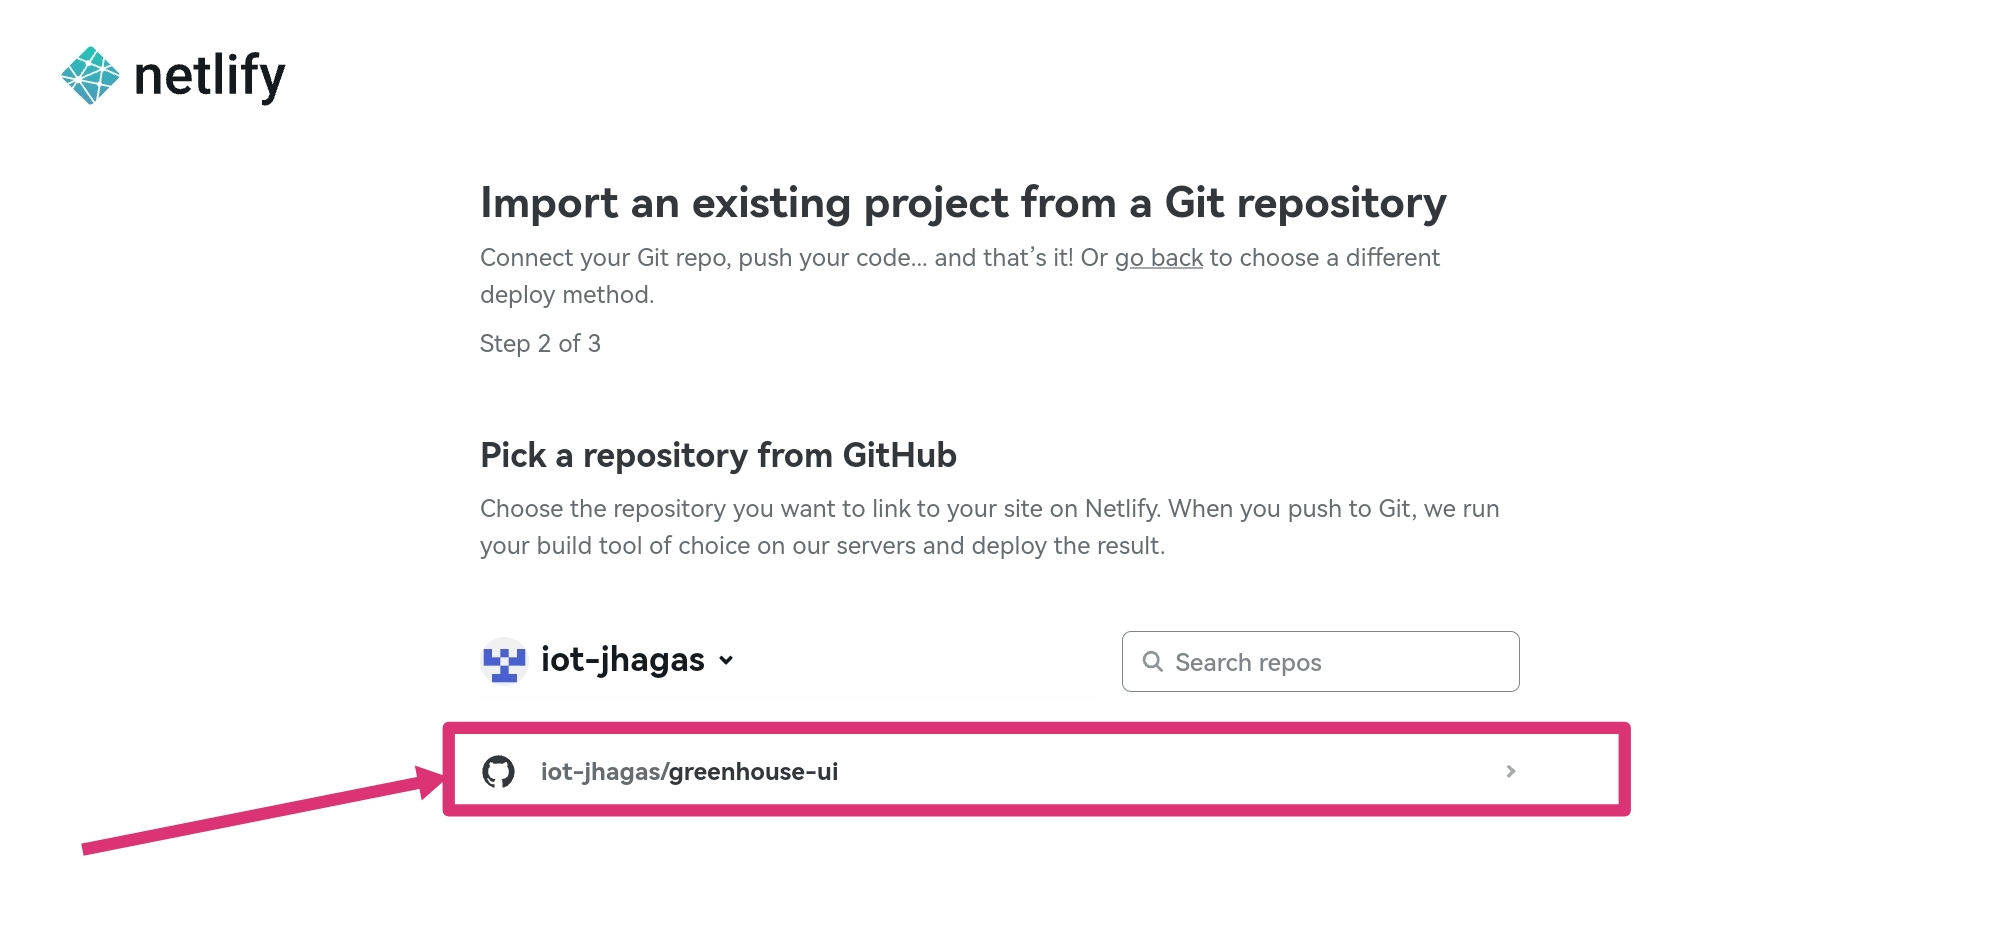 netlify
Import an existing project from a Git repository
Connect your Git repo, push your code... and that’s it! Or go back to choose a different
deploy method.
Step 2 of 3
Pick a repository from GitHub
Choose the repository you want to link to your site on Netlify. When you push to Git, we run
your build tool of choice on our servers and deploy the result.
iot-jhagas
Search repos
iot-jhagas/greenhouse-ui